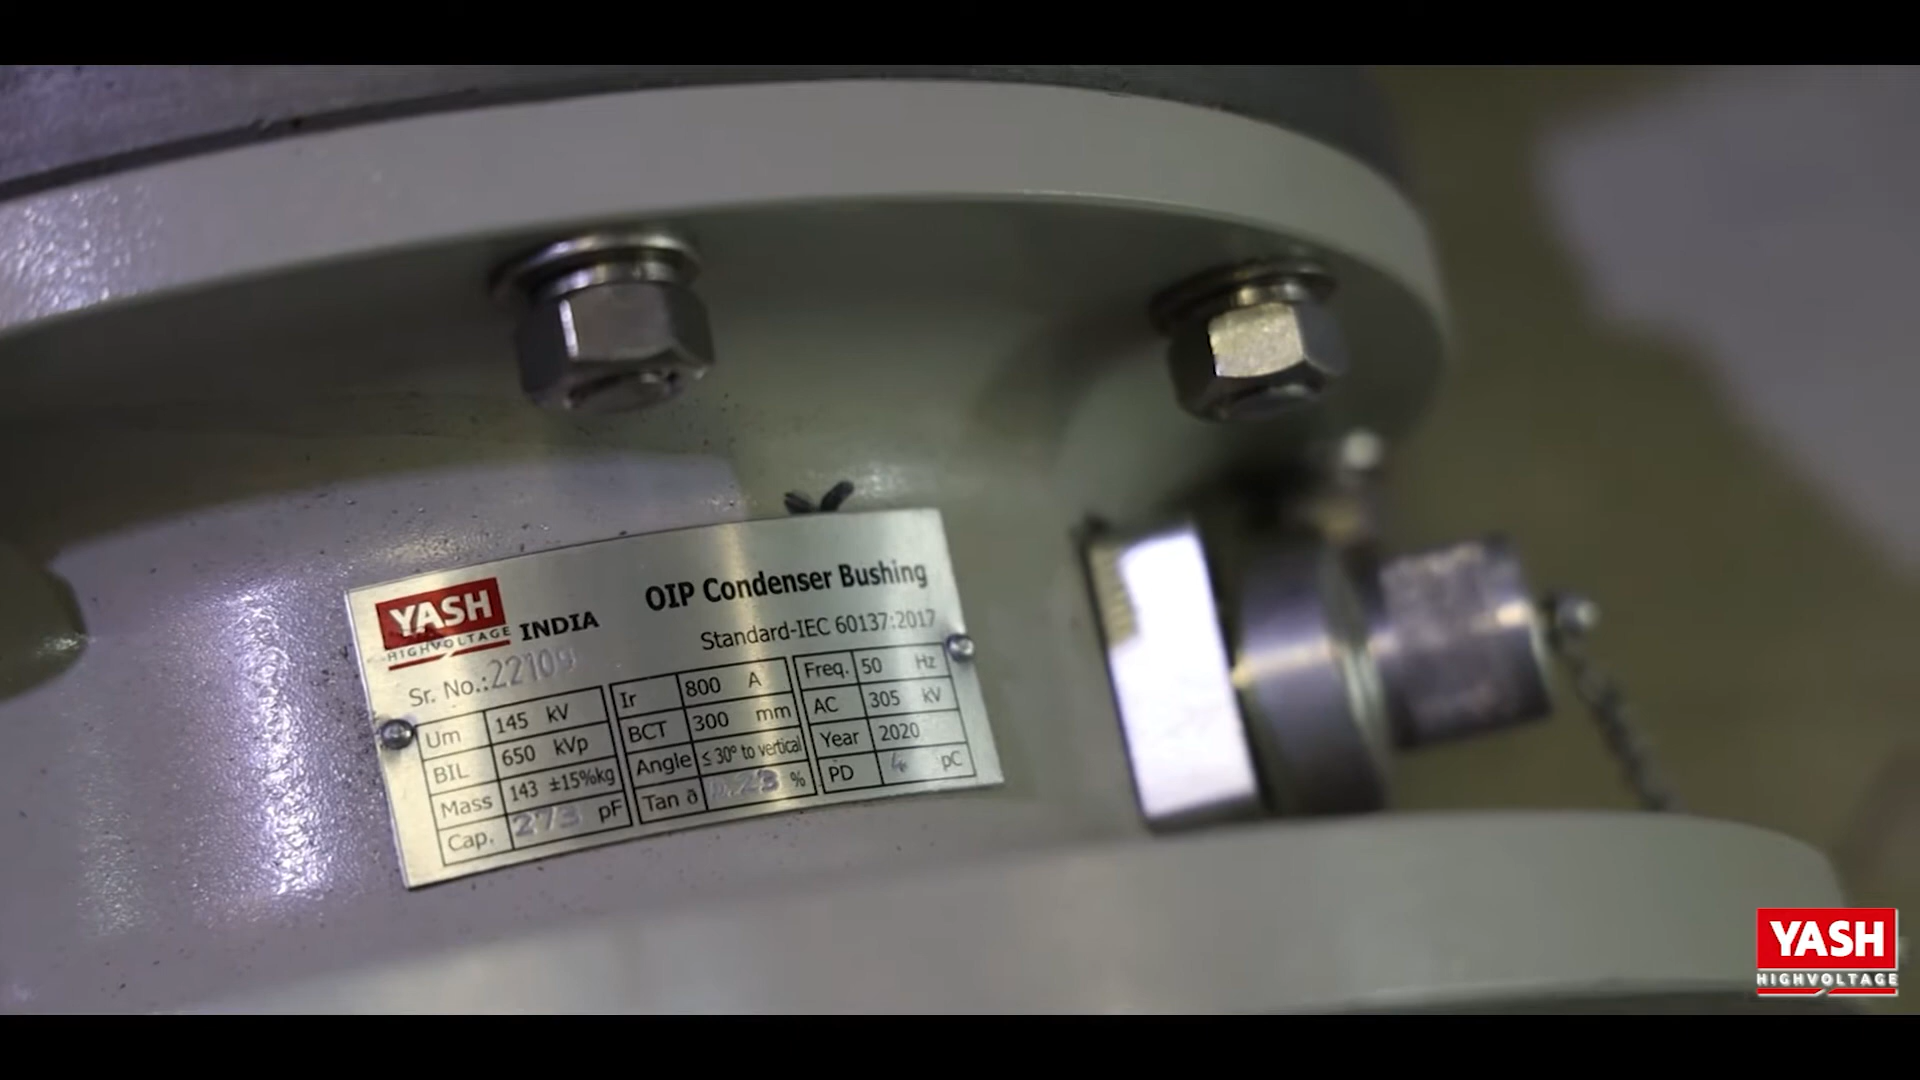 YASH
HIGHVOLTAGE
INDIA
OIP Condenser Bushing
Standard-IEC 60137:2017
Sr. No.: 22109
Um 145 kV
BIL 650 kVp
Mass 143 ±15%kg
Cap. 273 pF
Ir 800 A
BCT 300 mm
Angle ≤ 30° to vertical
Tan δ %
Freq. 50 Hz
AC 305 kV
Year 2020
PD 4 pC
YASH
HIGHVOLTAGE